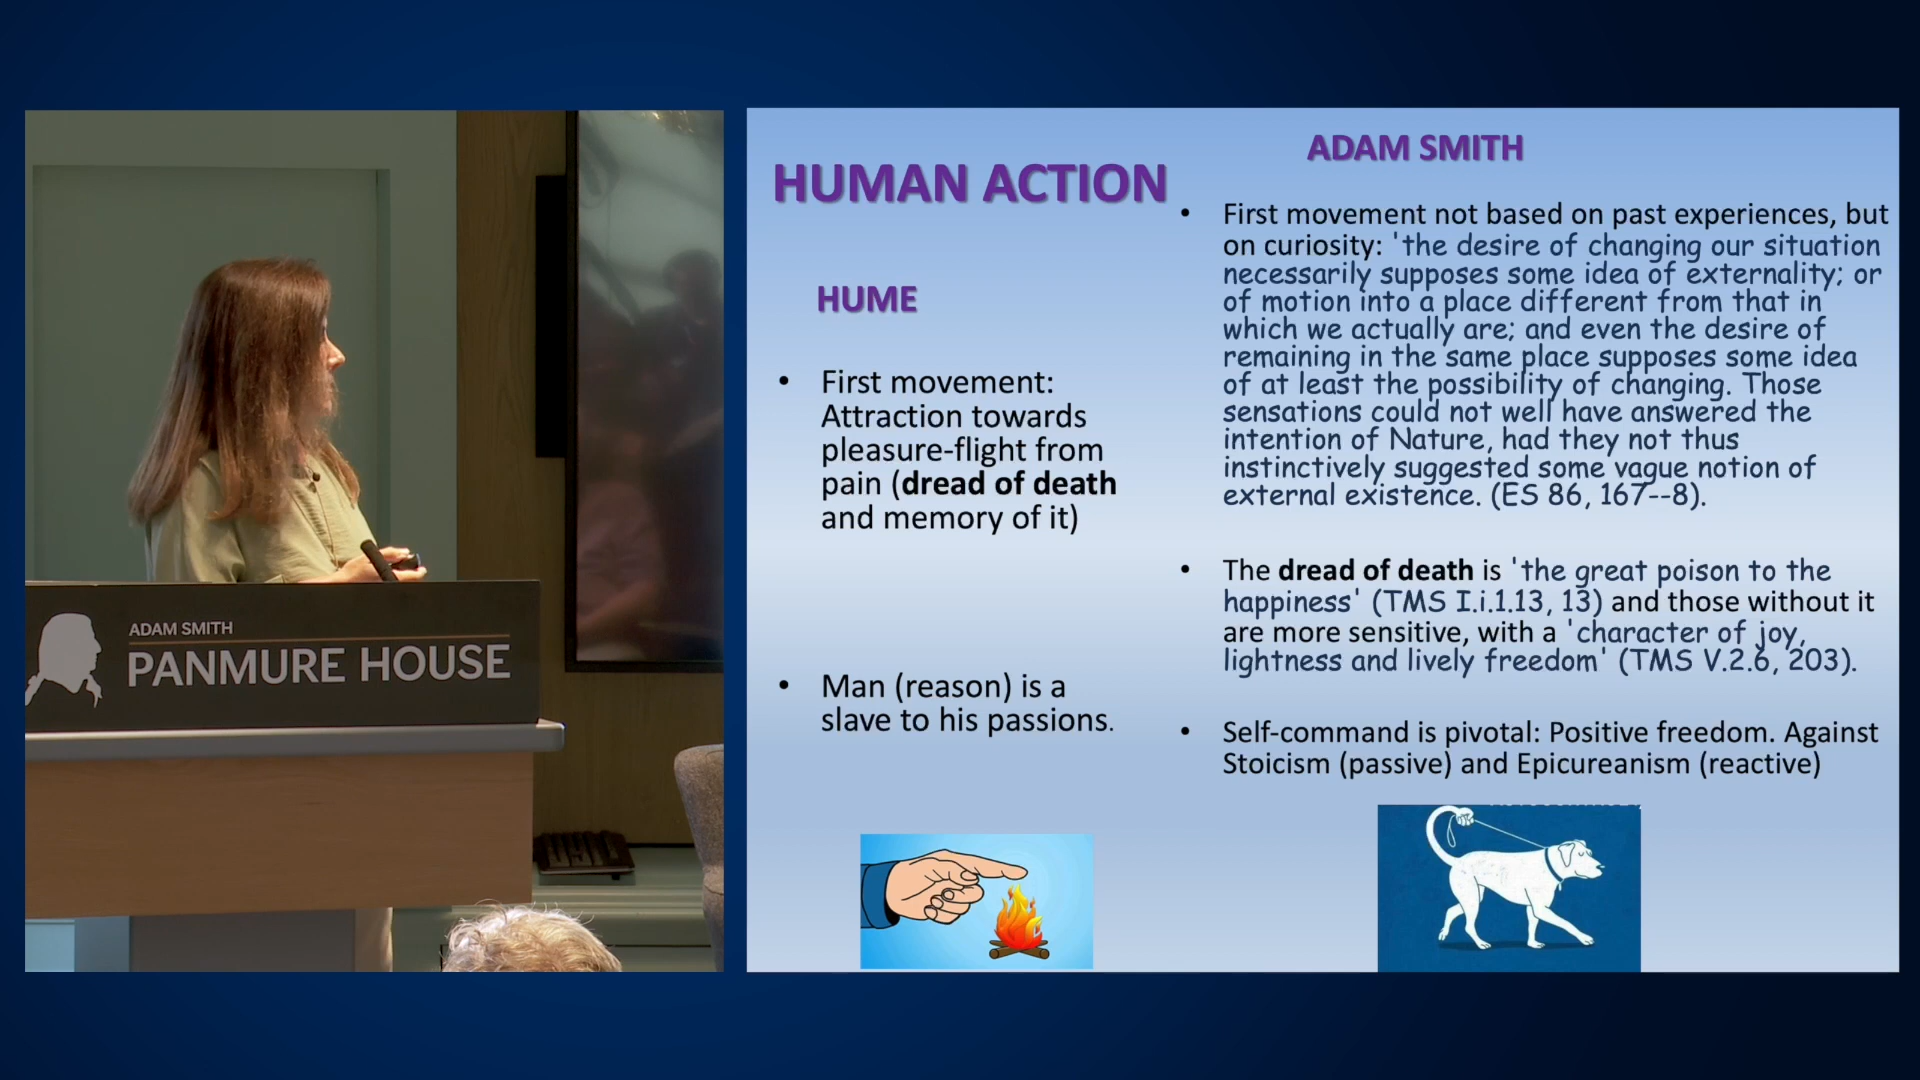 ADAM SMITH
PANMURE HOUSE
HUMAN ACTION
HUME
• First movement:
Attraction towards
pleasure-flight from
pain (dread of death
and memory of it)
• Man (reason) is a
slave to his passions.
ADAM SMITH
• First movement not based on past experiences, but
on curiosity: 'the desire of changing our situation
necessarily supposes some idea of externality; or
of motion into a place different from that in
which we actually are; and even the desire of
remaining in the same place supposes some idea
of at least the possibility of changing. Those
sensations could not well have answered the
intention of Nature, had they not thus
instinctively suggested some vague notion of
external existence. (ES 86, 167--8).
• The dread of death is 'the great poison to the
happiness' (TMS I.i.1.13, 13) and those without it
are more sensitive, with a 'character of joy,
lightness and lively freedom' (TMS V.2.6, 203).
• Self-command is pivotal: Positive freedom. Against
Stoicism (passive) and Epicureanism (reactive)